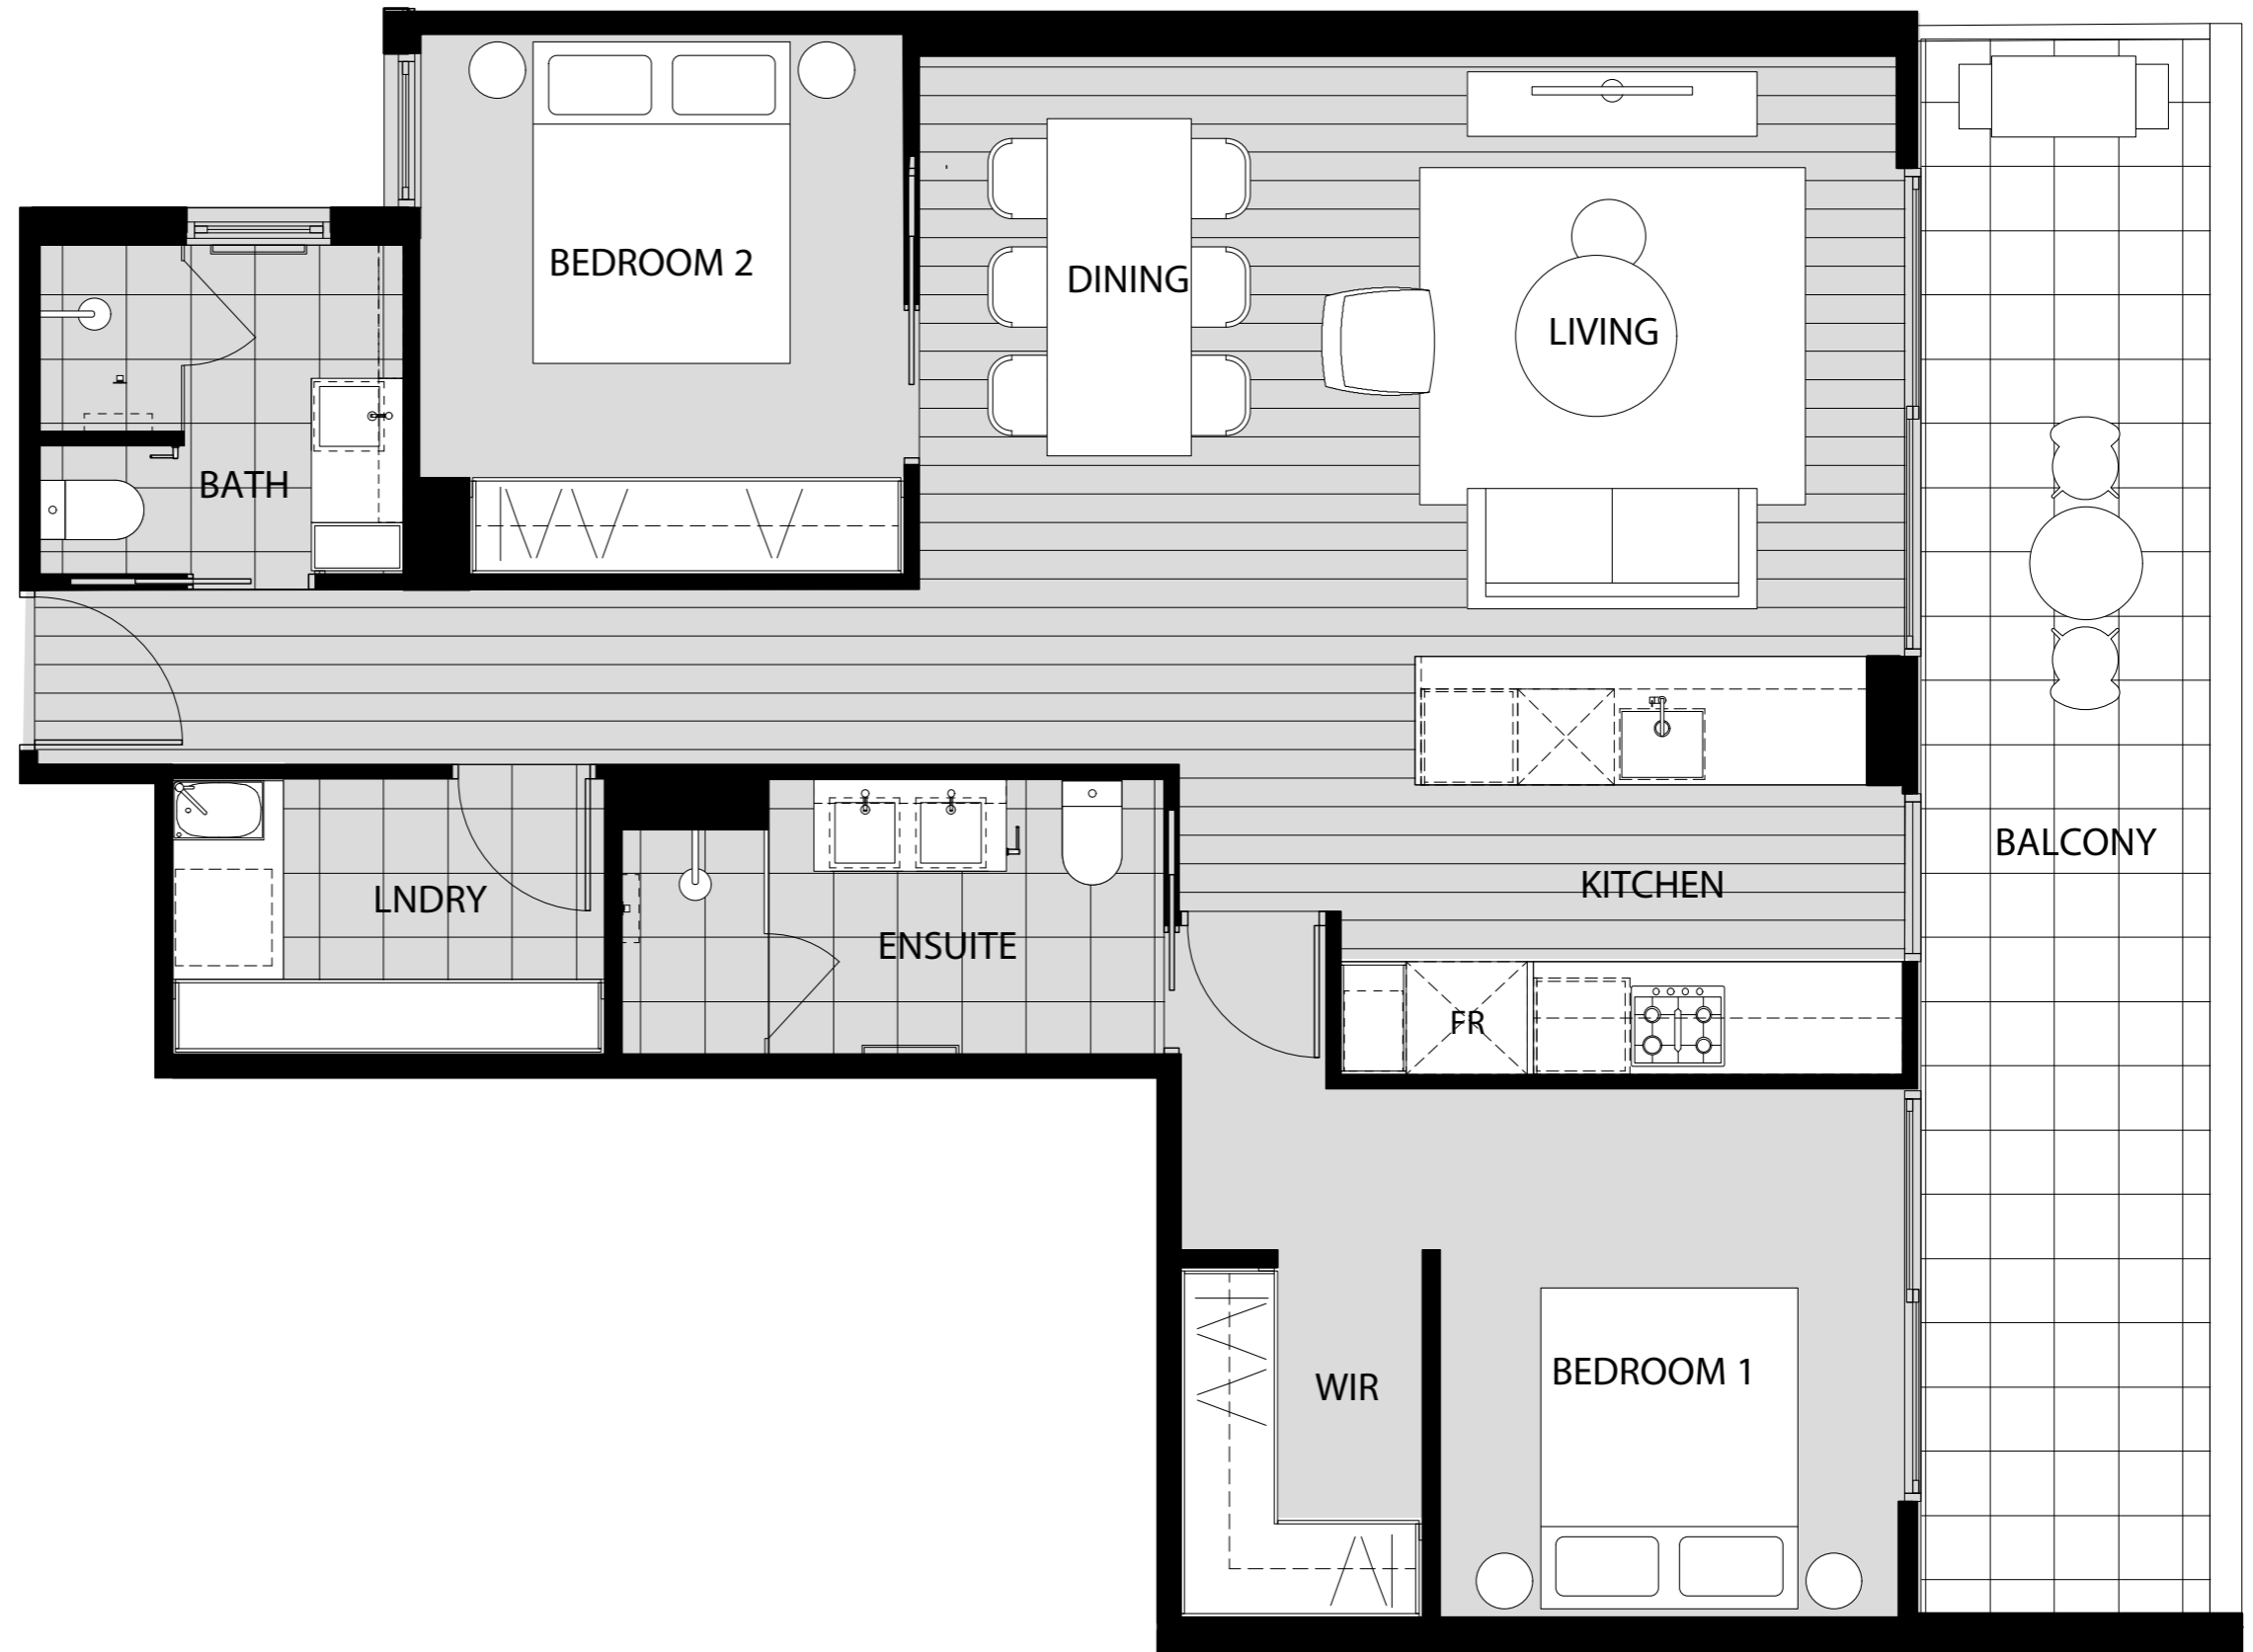 BEDROOM 2
DINING
LIVING
BATH
BALCONY
KITCHEN
LNDRY
ENSUITE
FR
BEDROOM 1
WIR